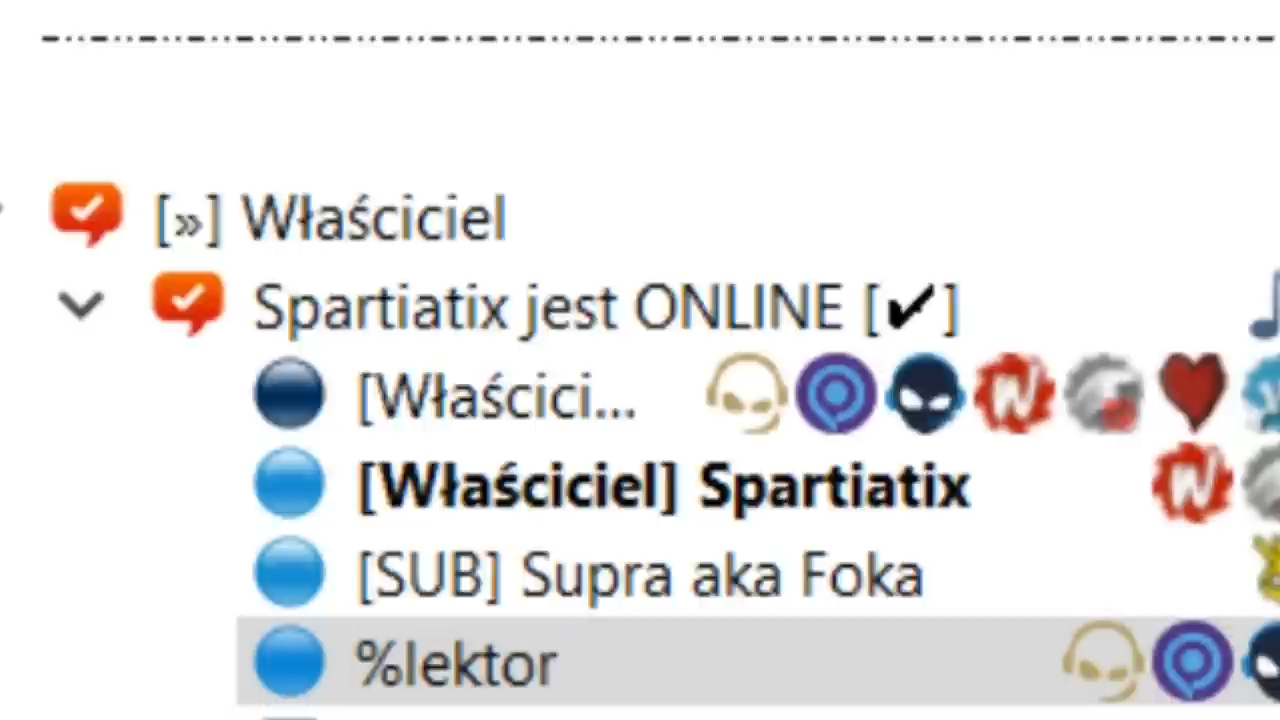 [»] Właściciel
Spartiatix jest ONLINE [✔]
[Właścici...
[Właściciel] Spartiatix
[SUB] Supra aka Foka
%lektor